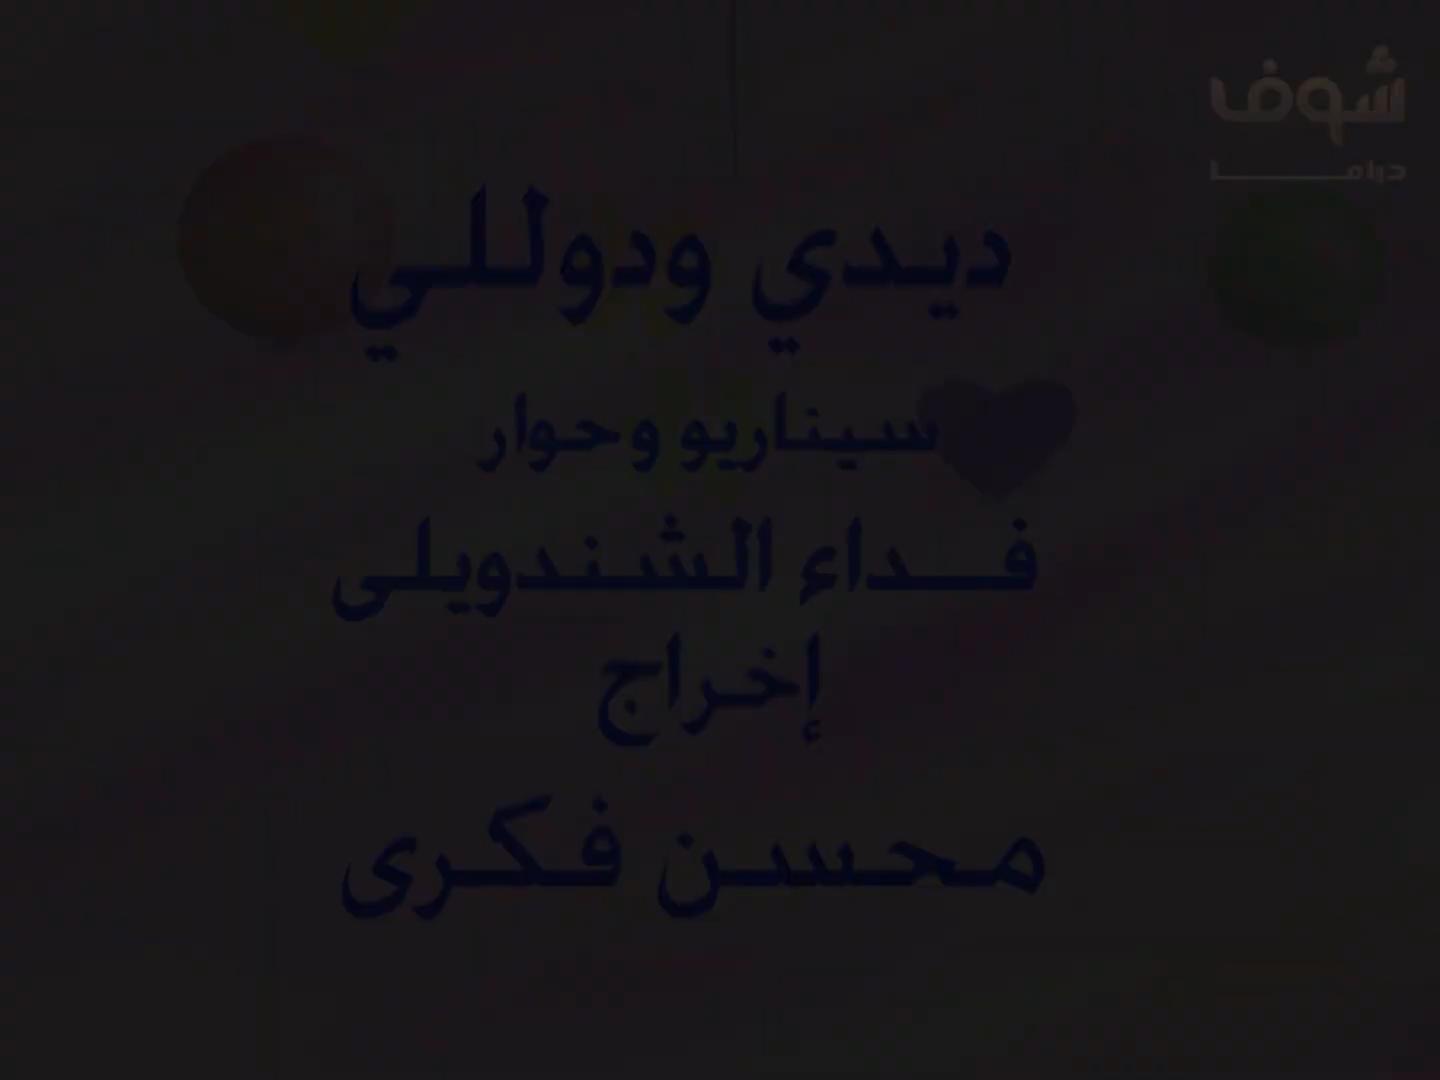 شوف
دراما
ديدي ودوللي
سيناريو وحوار
فداء الشندويلى
إخراج
محسن فكرى